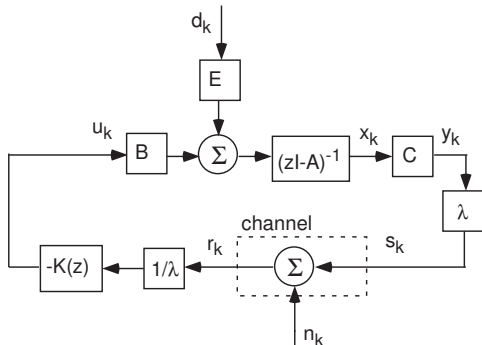 d_k
E
u_k
B
Σ
(zI-A)^{-1}
x_k
C
y_k
λ
channel
r_k
s_k
-K(z)
1/λ
Σ
n_k